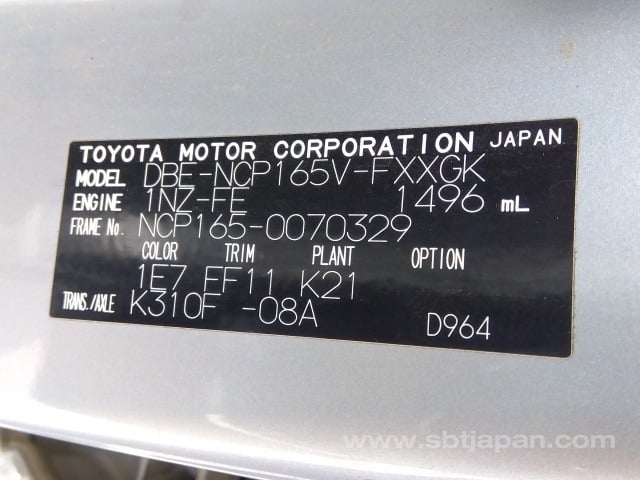 TOYOTA MOTOR CORPORATION JAPAN
MODEL DBE-NCP165V-FXXGK
ENGINE 1NZ-FE 1496 mL
FRAME No. NCP165-0070329
COLOR TRIM PLANT OPTION
1E7 FF11 K21
TRANS./AXLE K310F -08A
D964
www.sbtjapan.com